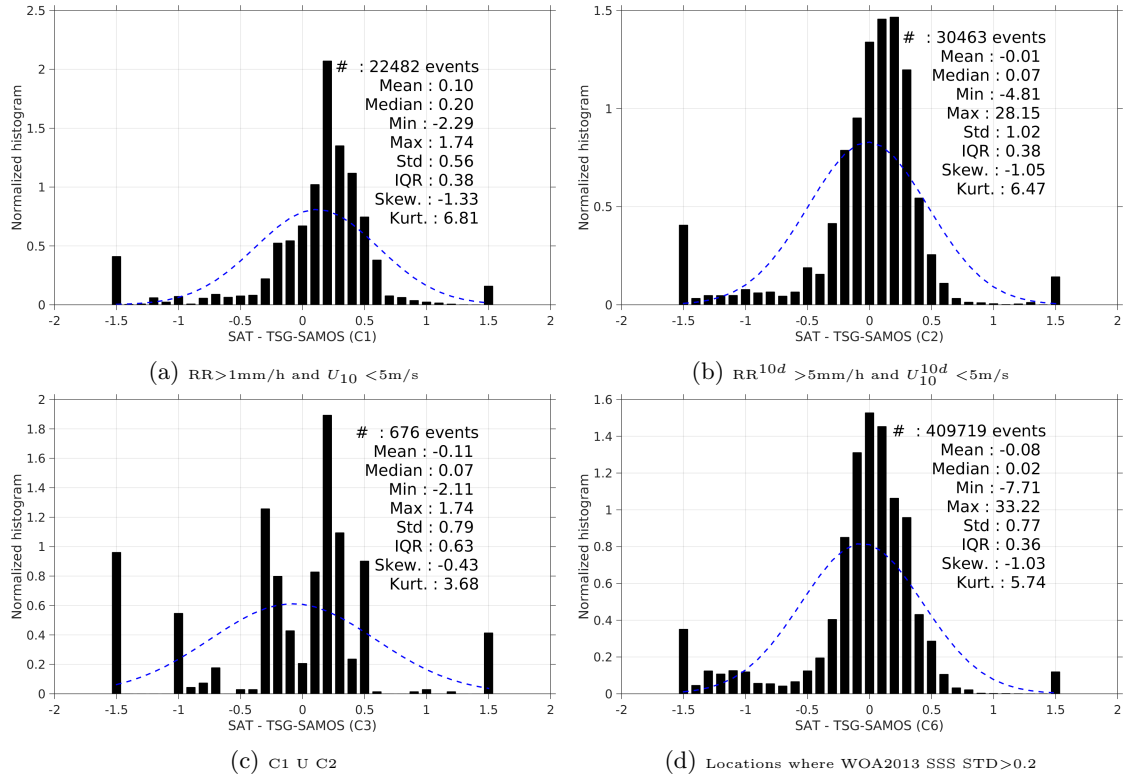 2.5
2
1.5
1
0.5
0
Normalized histogram
# : 22482 events
Mean : 0.10
Median : 0.20
Min : -2.29
Max : 1.74
Std : 0.56
IQR : 0.38
Skew. : -1.33
Kurt. : 6.81
-2 -1.5 -1 -0.5 0 0.5 1 1.5 2
SAT - TSG-SAMOS (C1)
(a) RR>1mm/h and U10 <5m/s
1.5
1
0.5
0
Normalized histogram
# : 30463 events
Mean : -0.01
Median : 0.07
Min : -4.81
Max : 28.15
Std : 1.02
IQR : 0.38
Skew. : -1.05
Kurt. : 6.47
-2 -1.5 -1 -0.5 0 0.5 1 1.5 2
SAT - TSG-SAMOS (C2)
(b) RR10d >5mm/h and U10 10d <5m/s
2
1.8
1.6
1.4
1.2
1
0.8
0.6
0.4
0.2
0
Normalized histogram
# : 676 events
Mean : -0.11
Median : 0.07
Min : -2.11
Max : 1.74
Std : 0.79
IQR : 0.63
Skew. : -0.43
Kurt. : 3.68
-2 -1.5 -1 -0.5 0 0.5 1 1.5 2
SAT - TSG-SAMOS (C3)
(c) C1 U C2
1.6
1.4
1.2
1
0.8
0.6
0.4
0.2
0
Normalized histogram
# : 409719 events
Mean : -0.08
Median : 0.02
Min : -7.71
Max : 33.22
Std : 0.77
IQR : 0.36
Skew. : -1.03
Kurt. : 5.74
-2 -1.5 -1 -0.5 0 0.5 1 1.5 2
SAT - TSG-SAMOS (C6)
(d) Locations where WOA2013 SSS STD>0.2